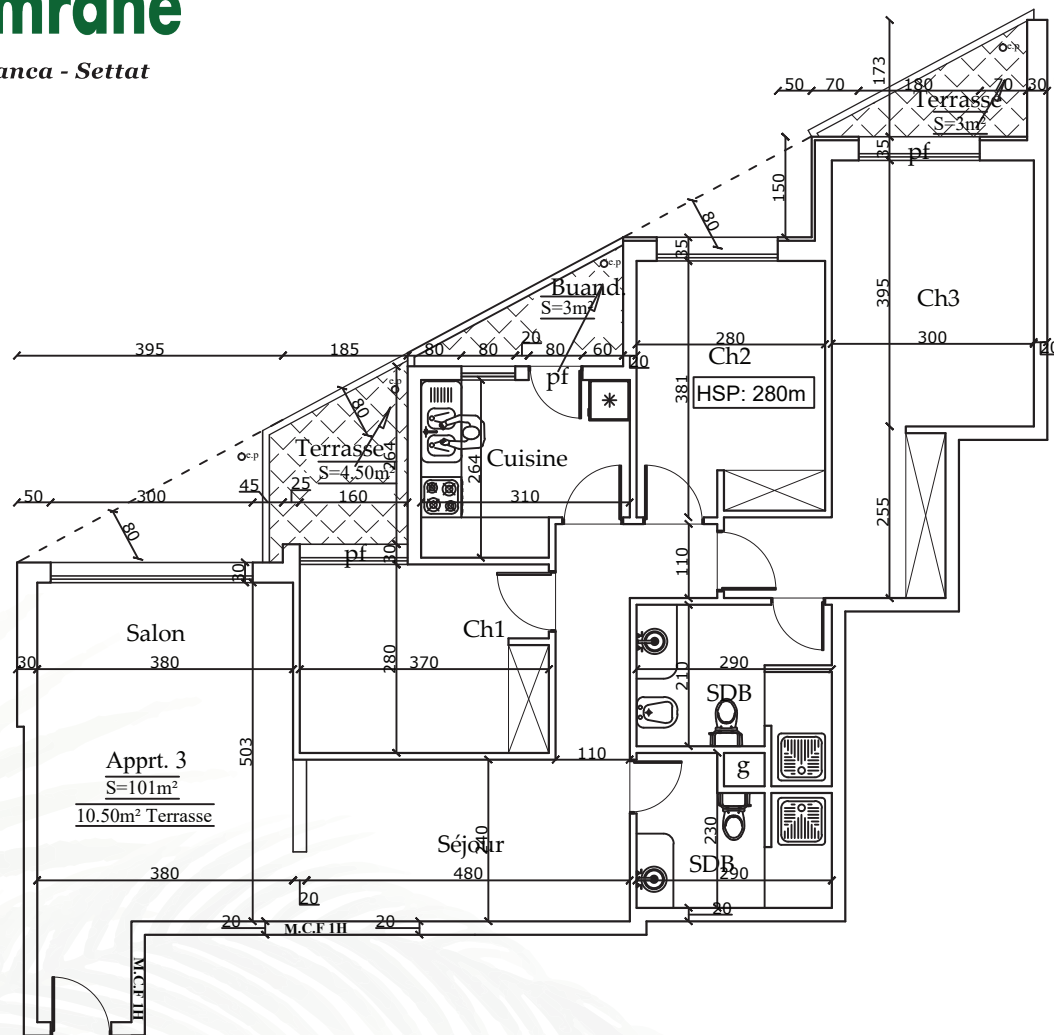 mrane
anca - Settat
173
50 70 180 70 30
Terrasse
S=3m²
35
pf
150
80
35
e.p
e.p
Buand.
S=3m²
395
Ch3
395 185 80 80 20 80 60
20
280
300
20
Ch2
pf
381
HSP: 280m
80
e.p
e.p
Terrasse
S=4.50m²
264
264
Cuisine
45 25
50 300 160 310
255
80
30
pf
30
110
Salon
Ch1
30 380 280 370 210 290
SDB
503
110
Apprt. 3
S=101m²
10.50m² Terrasse
g
Séjour
240
230
SDB
380 480 290
20
20 20 20
M.C.F 1H
M.C.F 1H